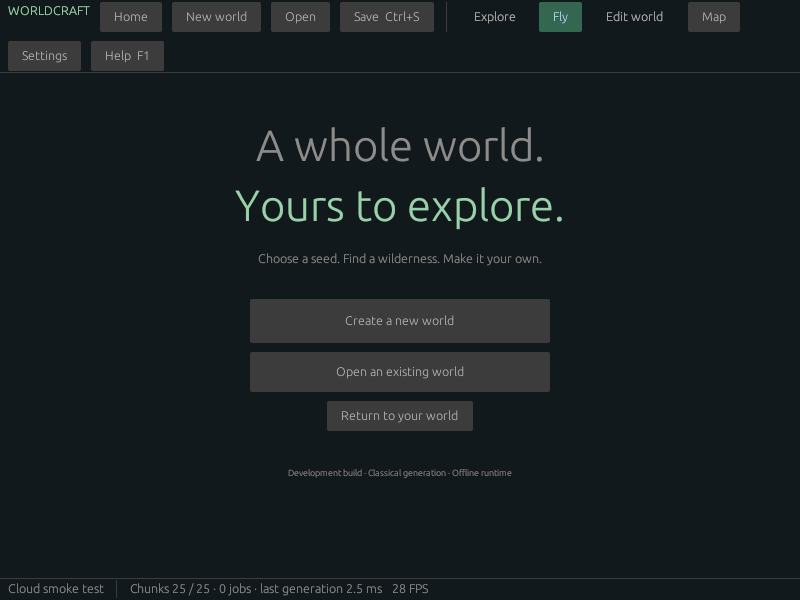 WORLDCRAFT Home New world Open Save Ctrl+S Explore Fly Edit world Map
Settings Help F1
A whole world.
Yours to explore.
Choose a seed. Find a wilderness. Make it your own.
Create a new world
Open an existing world
Return to your world
Development build · Classical generation · Offline runtime
Cloud smoke test Chunks 25 / 25 · 0 jobs · last generation 2.5 ms 28 FPS